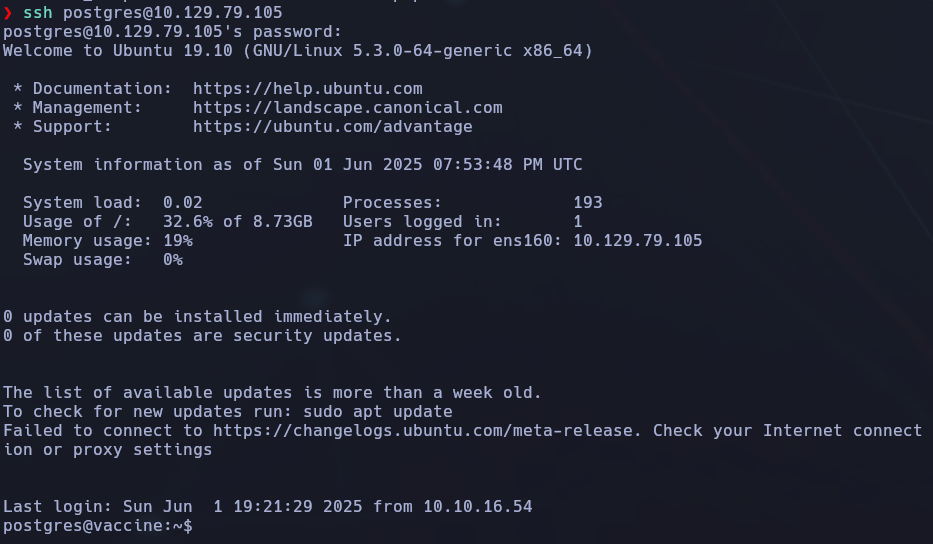 ❯ ssh postgres@10.129.79.105
postgres@10.129.79.105's password:
Welcome to Ubuntu 19.10 (GNU/Linux 5.3.0-64-generic x86_64)
* Documentation:  https://help.ubuntu.com
* Management:     https://landscape.canonical.com
* Support:        https://ubuntu.com/advantage
System information as of Sun 01 Jun 2025 07:53:48 PM UTC
System load:  0.02              Processes:             193
Usage of /:   32.6% of 8.73GB   Users logged in:       1
Memory usage: 19%               IP address for ens160: 10.129.79.105
Swap usage:   0%
0 updates can be installed immediately.
0 of these updates are security updates.
The list of available updates is more than a week old.
To check for new updates run: sudo apt update
Failed to connect to https://changelogs.ubuntu.com/meta-release. Check your Internet connect
ion or proxy settings
Last login: Sun Jun  1 19:21:29 2025 from 10.10.16.54
postgres@vaccine:~$